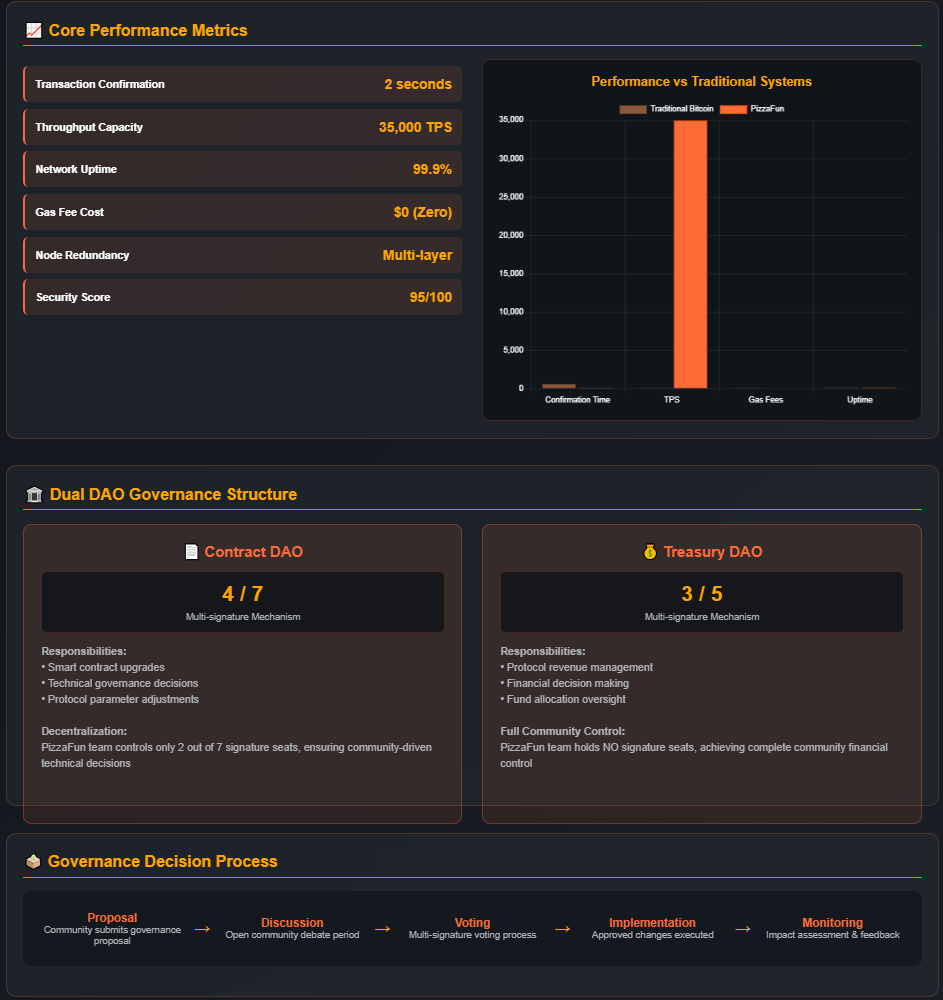 Core Performance Metrics
Transaction Confirmation 2 seconds
Throughput Capacity 35,000 TPS
Network Uptime 99.9%
Gas Fee Cost $0 (Zero)
Node Redundancy Multi-layer
Security Score 95/100
Performance vs Traditional Systems
Traditional Bitcoin PizzaFun
35,000
30,000
25,000
20,000
15,000
10,000
5,000
0
Confirmation Time TPS Gas Fees Uptime
Dual DAO Governance Structure
Contract DAO
4 / 7
Multi-signature Mechanism
Responsibilities:
• Smart contract upgrades
• Technical governance decisions
• Protocol parameter adjustments
Decentralization:
PizzaFun team controls only 2 out of 7 signature seats, ensuring community-driven
technical decisions
Treasury DAO
3 / 5
Multi-signature Mechanism
Responsibilities:
• Protocol revenue management
• Financial decision making
• Fund allocation oversight
Full Community Control:
PizzaFun team holds NO signature seats, achieving complete community financial
control
Governance Decision Process
Proposal
Community submits governance
proposal
→
Discussion
Open community debate period
→
Voting
Multi-signature voting process
→
Implementation
Approved changes executed
→
Monitoring
Impact assessment & feedback